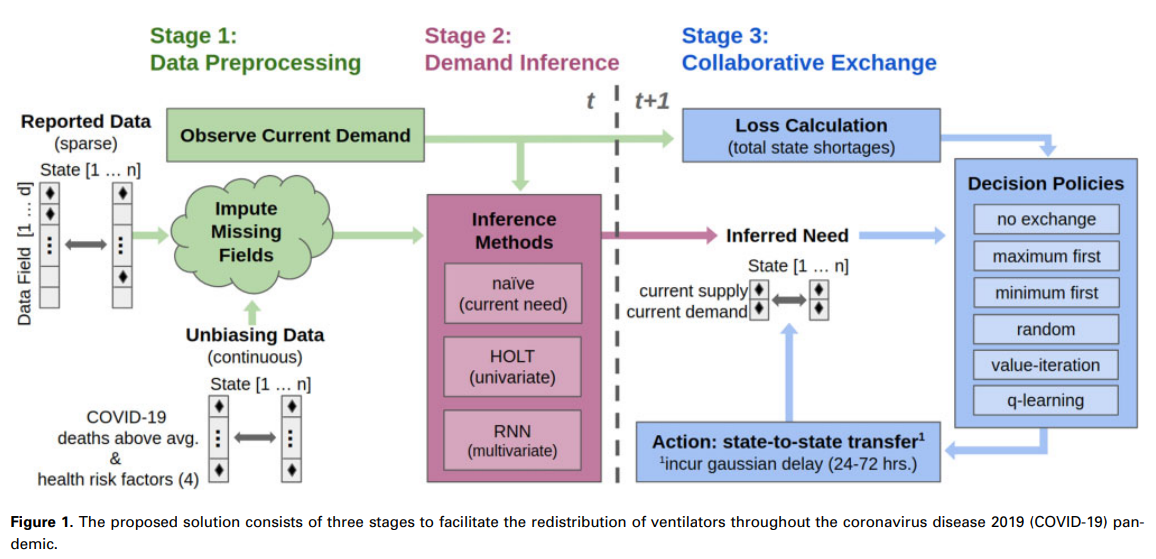 Stage 1:
Data Preprocessing
Stage 2:
Demand Inference
Stage 3:
Collaborative Exchange
t
t+1
Reported Data
(sparse)
State [1 ... n]
Data Field [1 ... d]
Observe Current Demand
Impute
Missing
Fields
Unbiasing Data
(continuous)
State [1 ... n]
COVID-19
deaths above avg.
&
health risk factors (4)
Inference
Methods
naïve
(current need)
HOLT
(univariate)
RNN
(multivariate)
Loss Calculation
(total state shortages)
Inferred Need
State [1 ... n]
current supply
current demand
Action: state-to-state transfer¹
¹incur gaussian delay (24-72 hrs.)
Decision Policies
no exchange
maximum first
minimum first
random
value-iteration
q-learning
Figure 1. The proposed solution consists of three stages to facilitate the redistribution of ventilators throughout the coronavirus disease 2019 (COVID-19) pan-
demic.